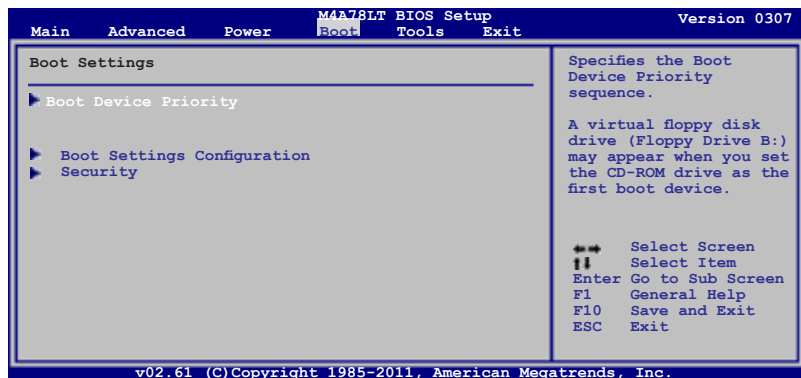 M4A78LT BIOS Setup
Version 0307
Main Advanced Power Boot Tools Exit
Boot Settings
Boot Device Priority
Boot Settings Configuration
Security
Specifies the Boot
Device Priority
sequence.
A virtual floppy disk
drive (Floppy Drive B:)
may appear when you set
the CD-ROM drive as the
first boot device.
Select Screen
Select Item
Enter Go to Sub Screen
F1 General Help
F10 Save and Exit
ESC Exit
v02.61 (C)Copyright 1985-2011, American Megatrends, Inc.